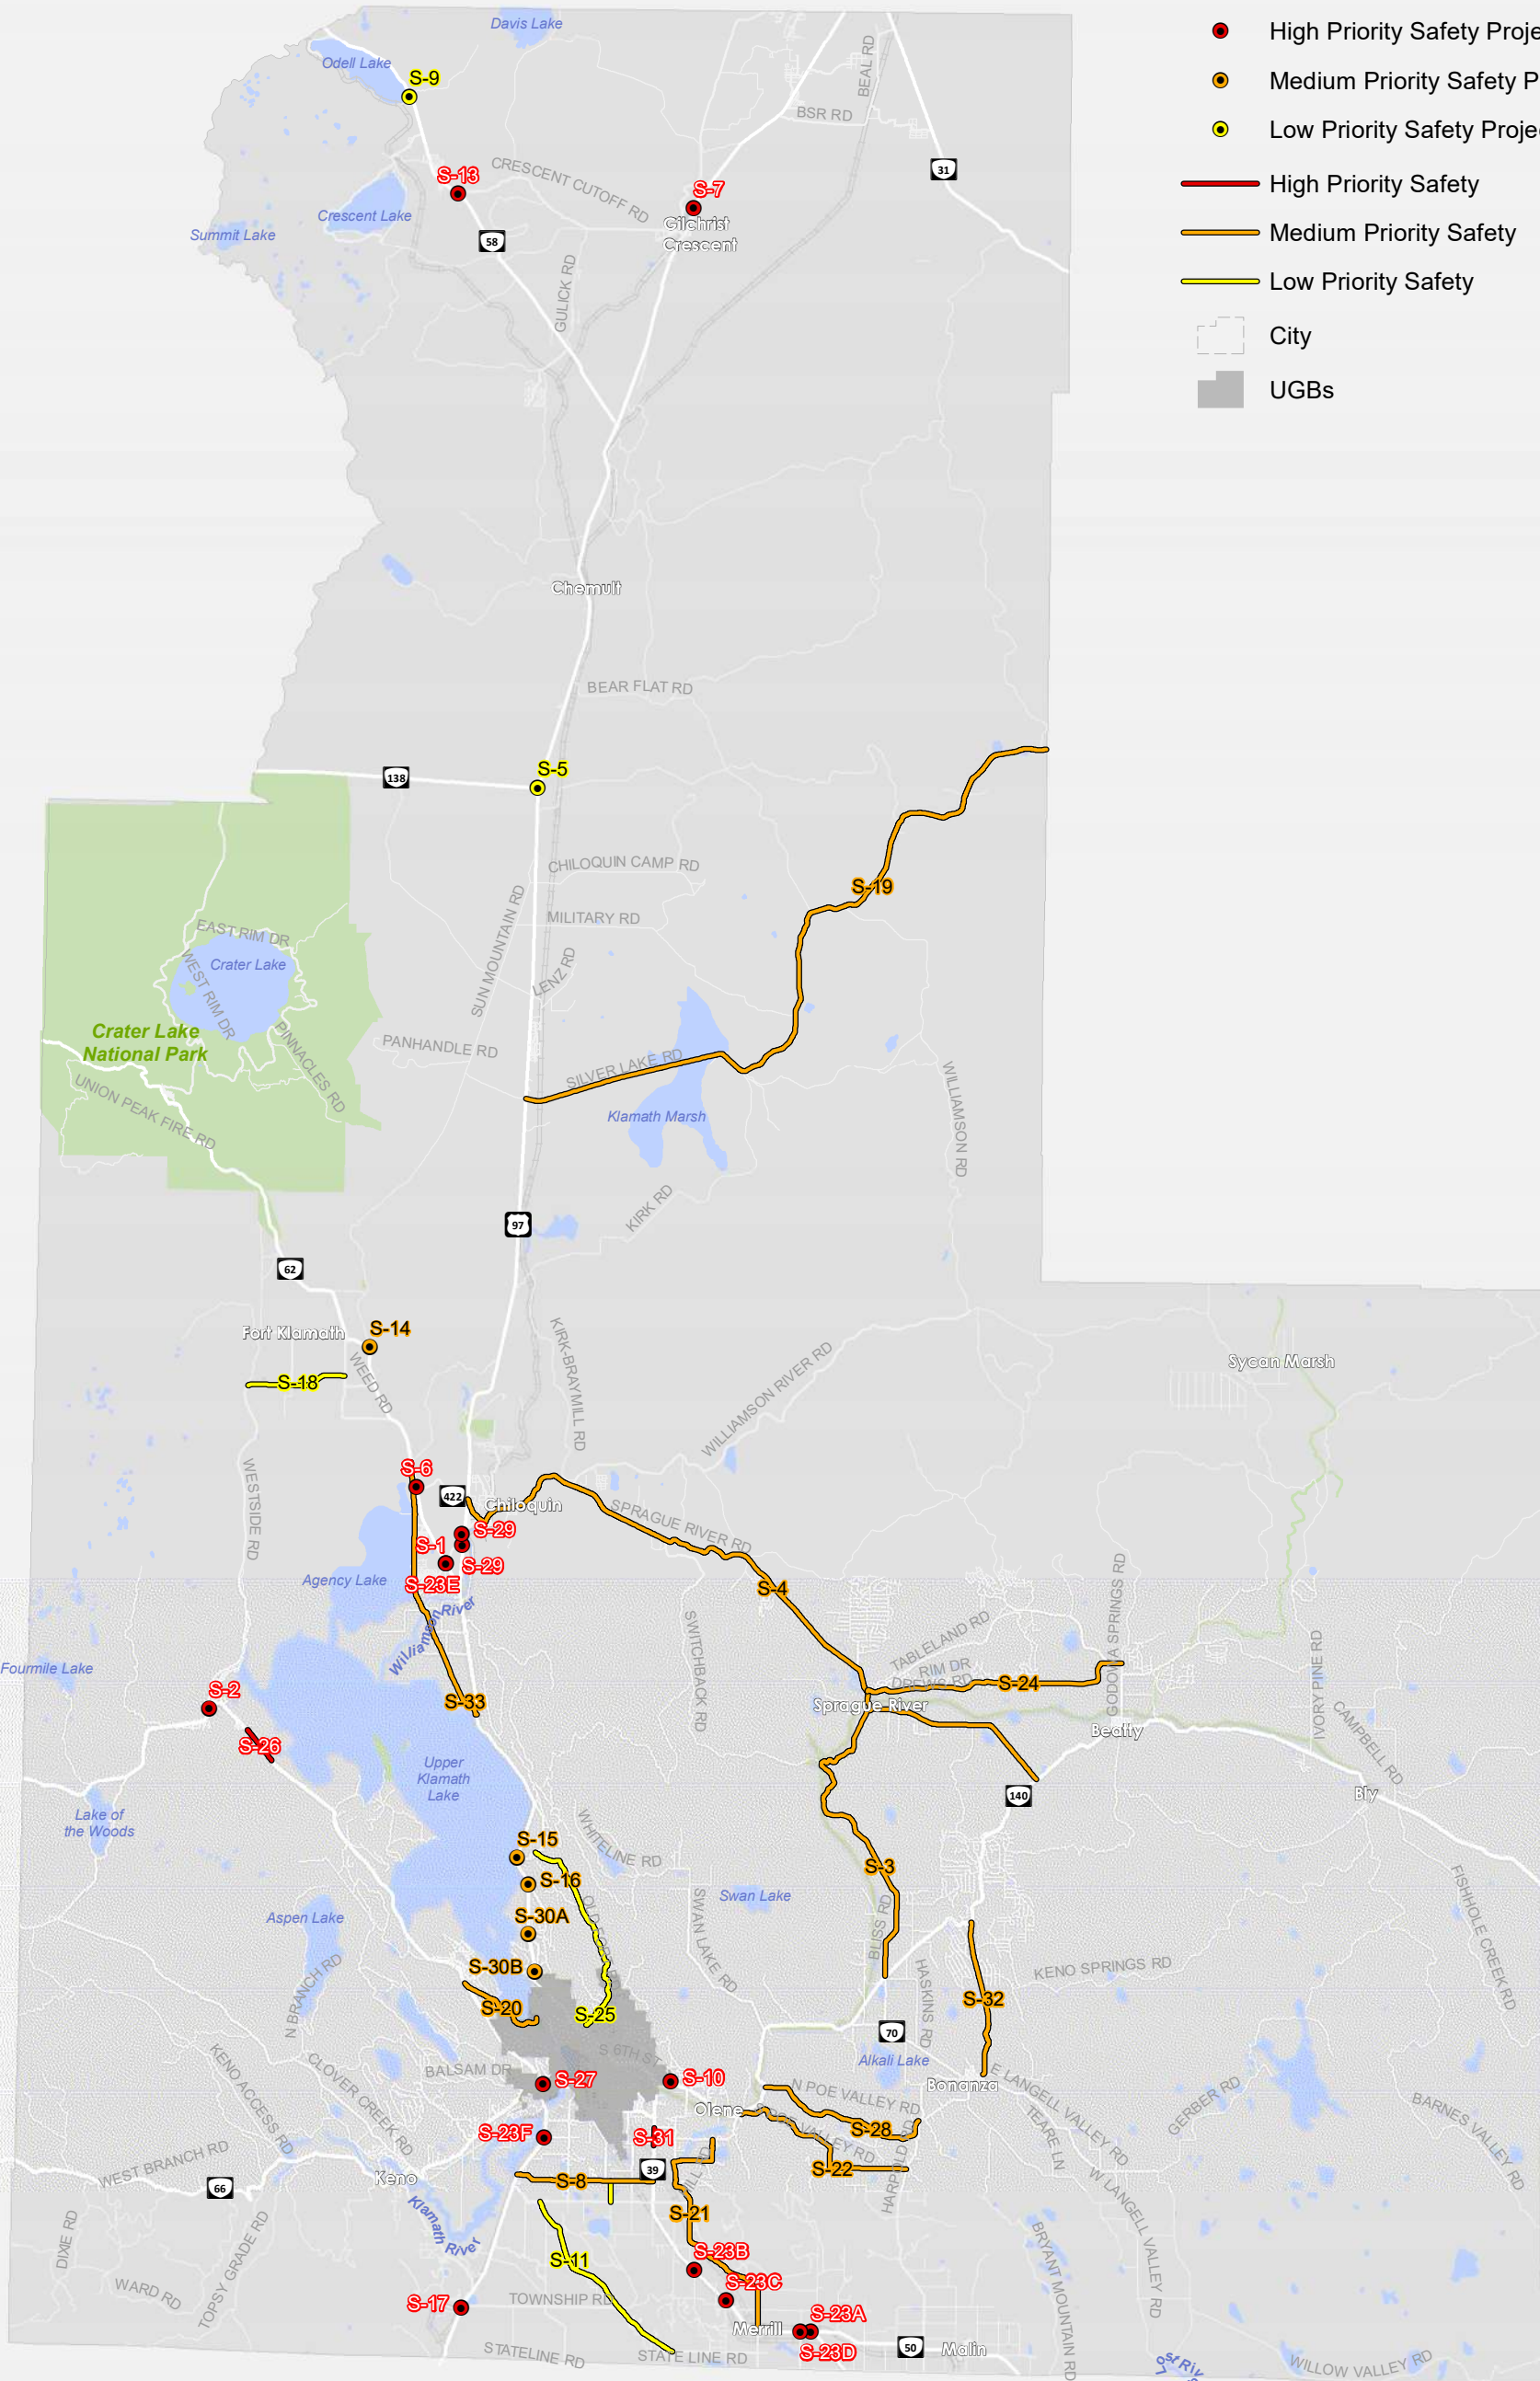 Davis Lake
High Priority Safety Proje
Odell Lake
S-9
BEAL RD
Medium Priority Safety P
BSR RD
Low Priority Safety Proje
S-13
CRESCENT CUTOFF RD
S-7
31
High Priority Safety
Crescent Lake
Gilchrist
Summit Lake
58
Crescent
Medium Priority Safety
GULICK RD
Low Priority Safety
City
UGBs
Chemult
BEAR FLAT RD
138
S-5
CHILOQUIN CAMP RD
S-19
SUN MOUNTAIN RD
MILITARY RD
EAST RIM DR
Crater Lake
WEST RIM DR
LENZ RD
Crater Lake
National Park
PINNACLES RD
PANHANDLE RD
SILVER LAKE RD
UNION PEAK FIRE RD
Klamath Marsh
WILLIAMSON RD
KIRK RD
97
62
Fort Klamath
S-14
S-18
WEED RD
KIRK-BRAYMILL RD
WILLIAMSON RIVER RD
Sycan Marsh
WESTSIDE RD
S-6
422
Chiloquin
SPRAGUE RIVER RD
S-29
S-1
S-29
Agency Lake
S-23E
S-4
Williamson River
SWITCHBACK RD
TABLELAND RD
GODOWA SPRINGS RD
IVORY PINE RD
Fourmile Lake
RIM DR
DREWS RD
S-24
S-2
S-33
Sprague River
Beatty
CAMPBELL RD
S-26
Upper
Klamath
Lake
140
Bly
Lake of
the Woods
S-15
WHITELINE RD
S-16
S-3
Swan Lake
Aspen Lake
S-30A
SWAN LAKE RD
BLISS RD
FISHHOLE CREEK RD
N BRANCH RD
S-30B
HASKINS RD
KENO SPRINGS RD
S-20
S-25
S-32
70
S 6TH ST
Alkali Lake
KENO ACCESS RD
CLOVER CREEK RD
BALSAM DR
S-27
S-10
Bonanza
E LANGELL VALLEY RD
N POE VALLEY RD
Olene
TEARE LN
GERBER RD
BARNES VALLEY RD
S-23F
S-31
S-28
WEST BRANCH RD
Keno
39
S-22
66
S-8
W LANGELL VALLEY RD
Klamath River
S-21
DIXIE RD
TOPSY GRADE RD
BRYANT MOUNTAIN RD
S-11
S-23B
S-23C
WARD RD
S-17
TOWNSHIP RD
Merrill
S-23A
S-23D
50
Malin
STATELINE RD
STATE LINE RD
WILLOW VALLEY RD